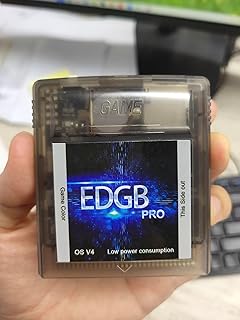 GAME
Game Color
EDGB
PRO
This Side out
OS V4 Low power consumption